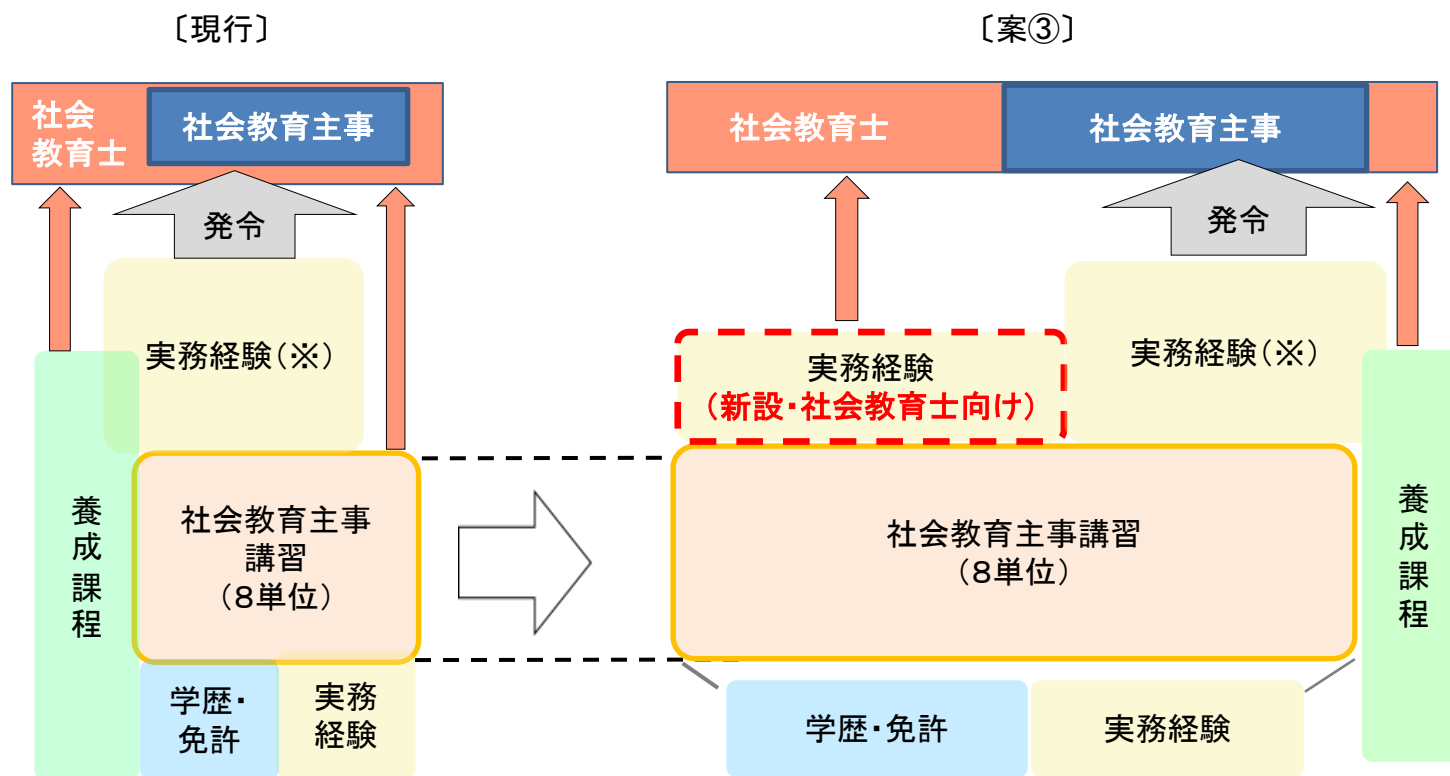 〔現行〕
社会
教育士
社会教育主事
発令
実務経験(※)
養成課程
社会教育主事
講習
(8単位)
学歴・
免許
実務
経験
〔案③〕
社会教育士
社会教育主事
発令
実務経験
(新設・社会教育士向け)
実務経験(※)
社会教育主事講習
(8単位)
養成課程
学歴・免許
実務経験